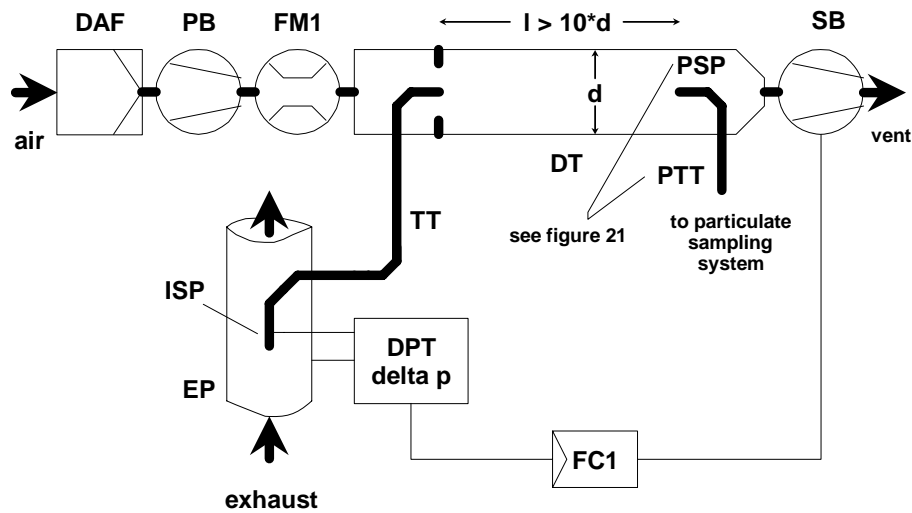 DAF
PB
FM1
l > 10*d
SB
air
d
PSP
vent
DT
PTT
TT
see figure 21
to particulate
sampling
system
ISP
DPT
delta p
EP
FC1
exhaust